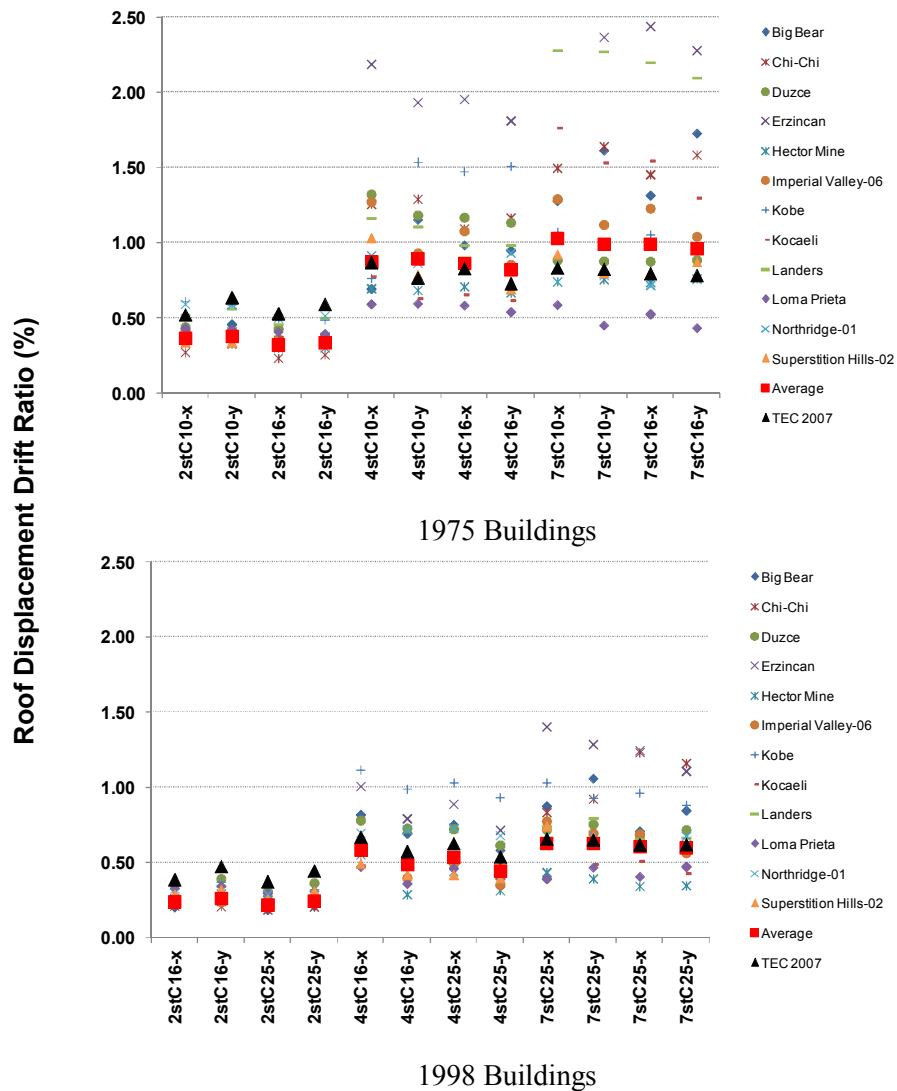 Roof Displacement Drift Ratio (%)
2.50
2.00
1.50
1.00
0.50
0.00
2stC10-x
2stC10-y
2stC16-x
2stC16-y
4stC10-x
4stC10-y
4stC16-x
4stC16-y
7stC10-x
7stC10-y
7stC16-x
7stC16-y
Big Bear
Chi-Chi
Duzce
Erzincan
Hector Mine
Imperial Valley-06
Kobe
Kocaeli
Landers
Loma Prieta
Northridge-01
Superstition Hills-02
Average
TEC 2007
1975 Buildings
2.50
2.00
1.50
1.00
0.50
0.00
2stC16-x
2stC16-y
2stC25-x
2stC25-y
4stC16-x
4stC16-y
4stC25-x
4stC25-y
7stC25-x
7stC25-y
7stC25-x
7stC25-y
Big Bear
Chi-Chi
Duzce
Erzincan
Hector Mine
Imperial Valley-06
Kobe
Kocaeli
Landers
Loma Prieta
Northridge-01
Superstition Hills-02
Average
TEC 2007
1998 Buildings